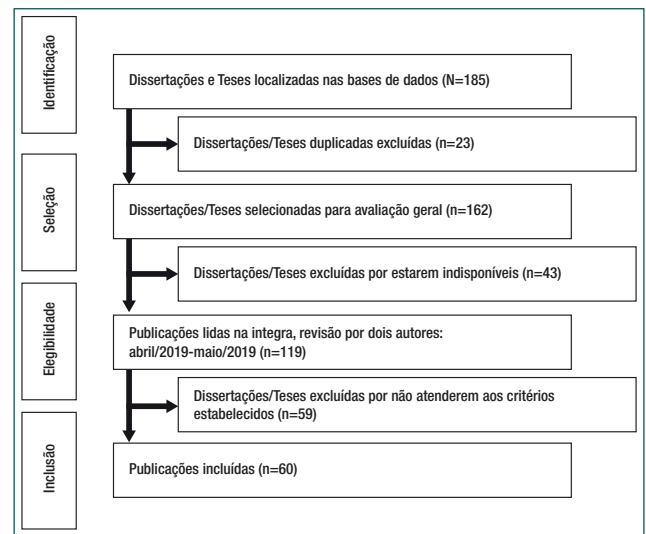 Identificação
Dissertações e Teses localizadas nas bases de dados (N=185)
Dissertações/Teses duplicadas excluídas (n=23)
Seleção
Dissertações/Teses selecionadas para avaliação geral (n=162)
Dissertações/Teses excluídas por estarem indisponíveis (n=43)
Elegibilidade
Publicações lidas na integra, revisão por dois autores:
abril/2019-maio/2019 (n=119)
Dissertações/Teses excluídas por não atenderem aos critérios
estabelecidos (n=59)
Inclusão
Publicações incluídas (n=60)